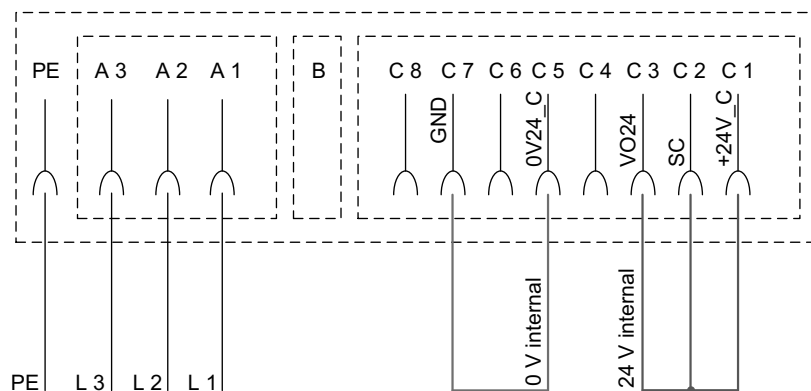 PE A 3 A 2 A 1 B C 8 C 7 C 6 C 5 C 4 C 3 C 2 C 1
GND
0V24_C
VO24
SC
+24V_C
0 V internal
24 V internal
PE L 3 L 2 L 1